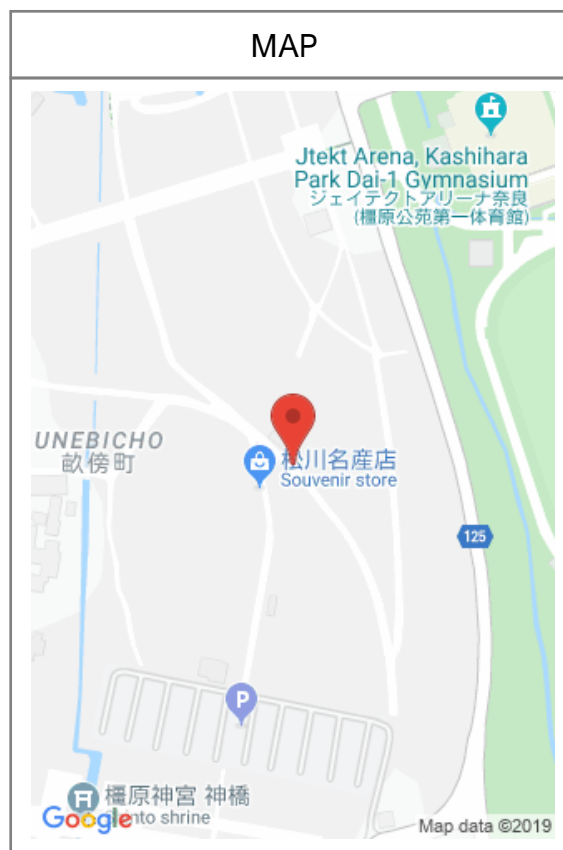 MAP
Jtekt Arena, Kashihara
Park Dai-1 Gymnasium
ジェイテクトアリーナ奈良
(橿原公苑第一体育館)
UNEBICHO
畝傍町
松川名産店
Souvenir store
125
P
橿原神宮 神橋
Google
shrine
Map data ©2019